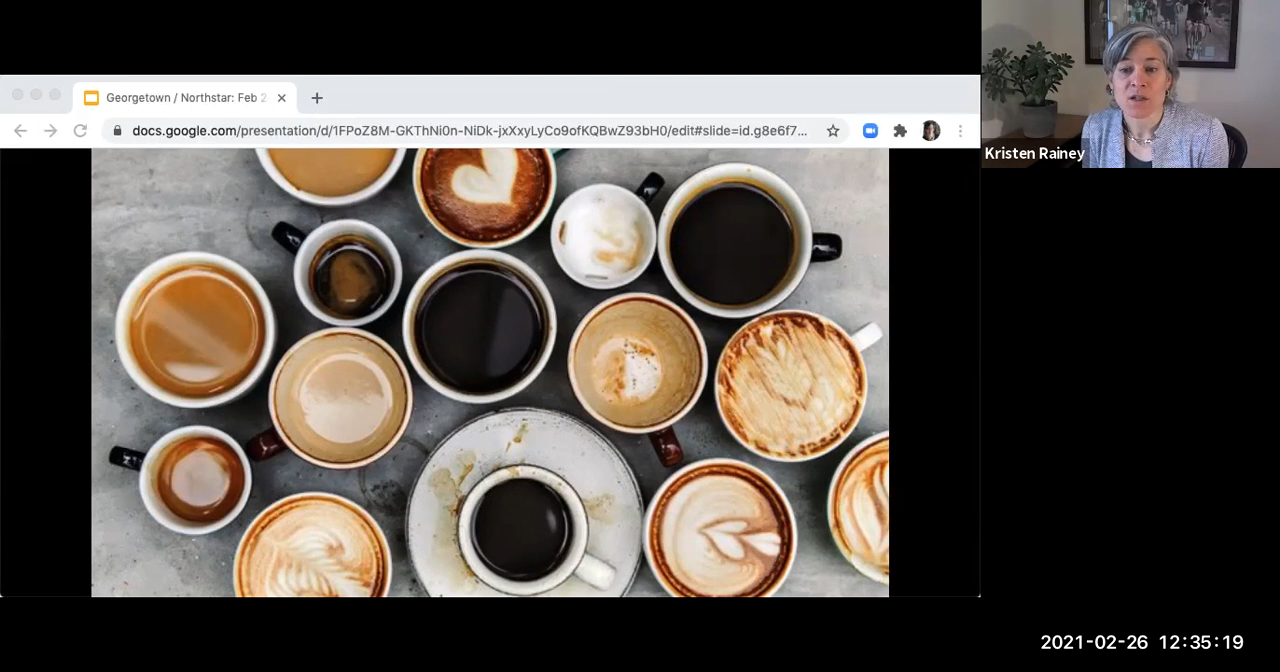 Georgetown / Northstar: Feb 2
docs.google.com/presentation/d/1FPoZ8M-GKThNi0n-NiDk-jxXxyLyCo9ofKQBwZ93bH0/edit#slide=id.g8e6f7...
Kristen Rainey
2021-02-26 12:35:19